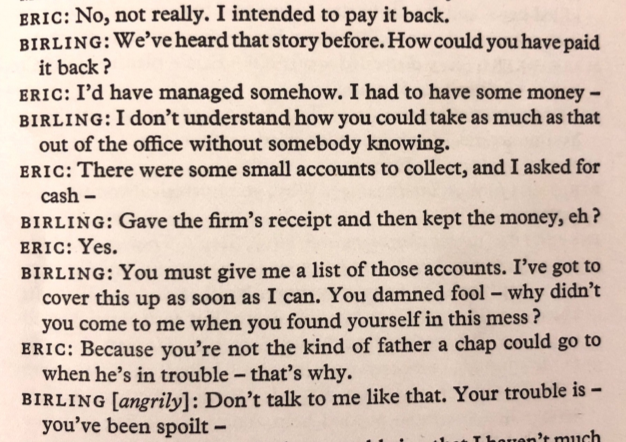 ERIC: No, not really. I intended to pay it back.
BIRLING: We've heard that story before. How could you have paid
it back?
ERIC: I'd have managed somehow. I had to have some money –
BIRLING: I don't understand how you could take as much as that
out of the office without somebody knowing.
ERIC: There were some small accounts to collect, and I asked for
cash –
BIRLING: Gave the firm's receipt and then kept the money, eh?
ERIC: Yes.
BIRLING: You must give me a list of those accounts. I've got to
cover this up as soon as I can. You damned fool – why didn't
you come to me when you found yourself in this mess?
ERIC: Because you're not the kind of father a chap could go to
when he's in trouble – that's why.
BIRLING [angrily]: Don't talk to me like that. Your trouble is –
you've been spoilt –
that I haven't much